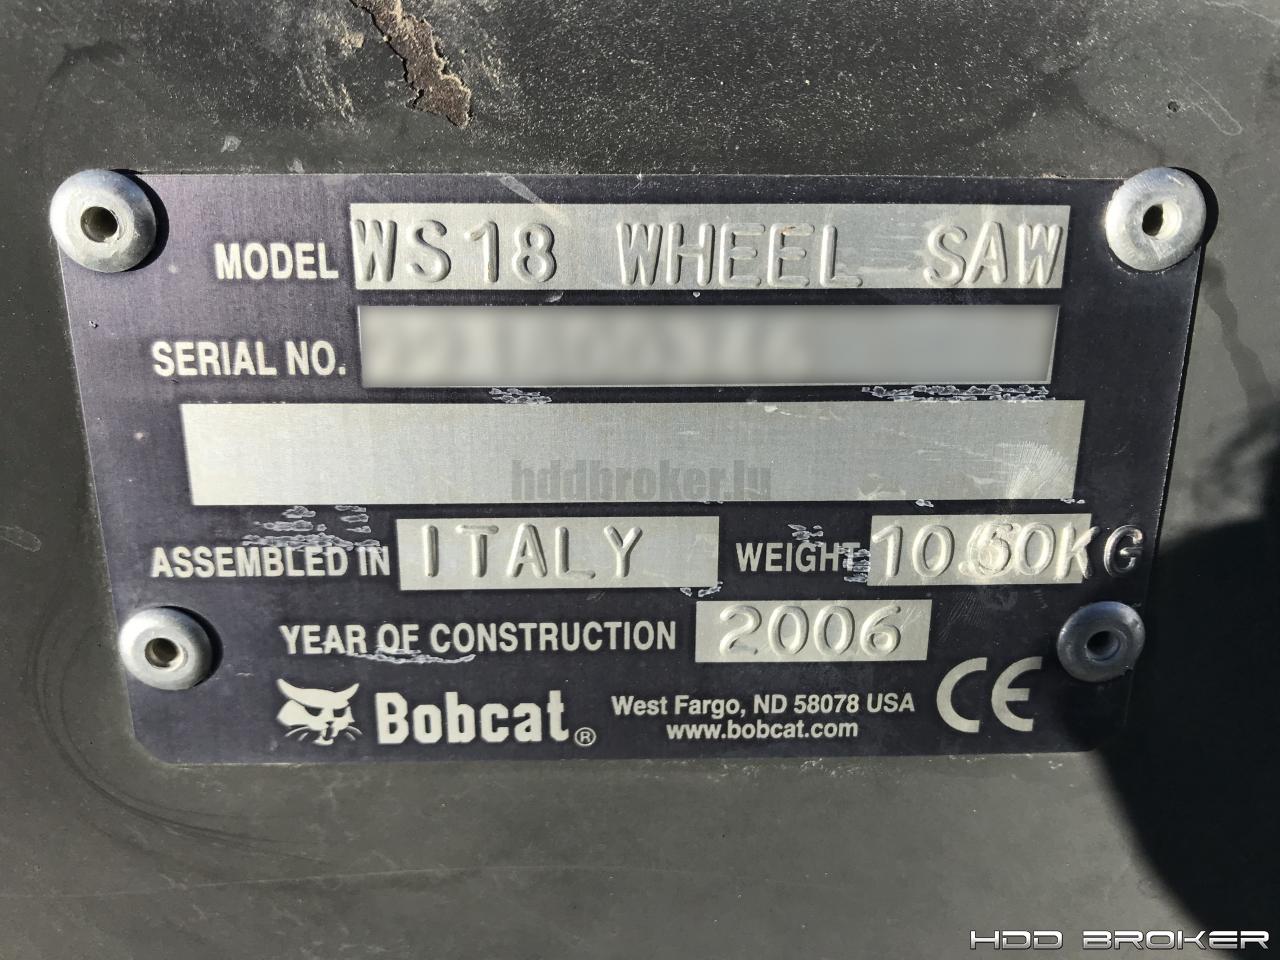 MODEL WS18 WHEEL SAW
SERIAL NO.
hddbroker.lu
ASSEMBLED IN ITALY WEIGHT KG
YEAR OF CONSTRUCTION 2006
Bobcat® West Fargo, ND 58078 USA
www.bobcat.com CE
HDD BROKER